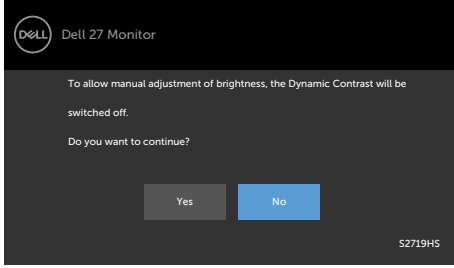 DELL
Dell 27 Monitor
To allow manual adjustment of brightness, the Dynamic Contrast will be
switched off.
Do you want to continue?
Yes
No
S2719HS